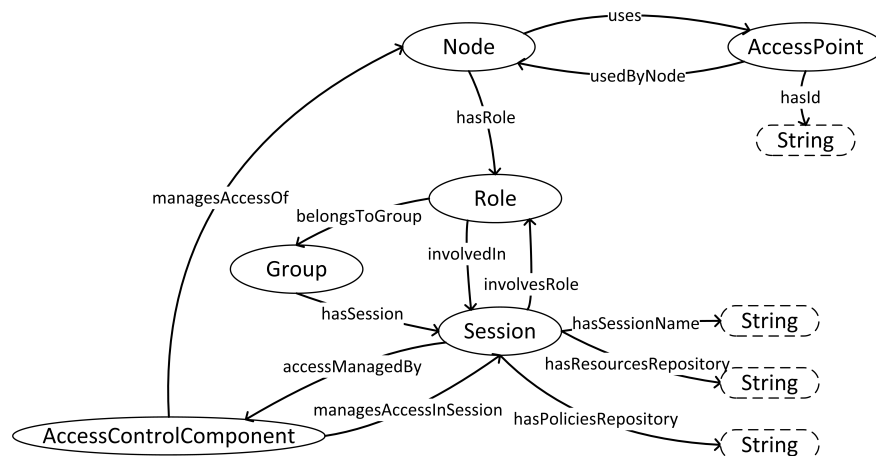 uses
Node
AccessPoint
usedByNode
hasId
hasRole
String
managesAccessOf
Role
belongsToGroup
involvedIn
Group
involvesRole
hasSession
hasSessionName
String
Session
accessManagedBy
hasResourcesRepository
String
managesAccessInSession
hasPoliciesRepository
AccessControlComponent
String